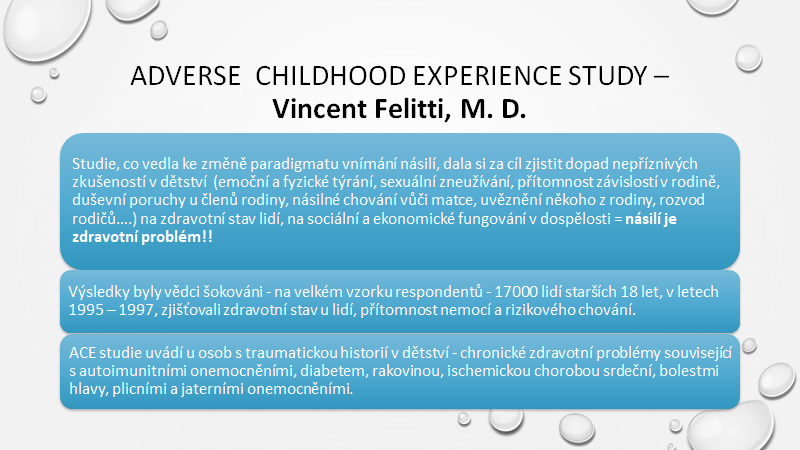 ADVERSE CHILDHOOD EXPERIENCE STUDY –
Vincent Felitti, M. D.
Studie, co vedla ke změně paradigmatu vnímání násilí, dala si za cíl zjistit dopad nepříznivých
zkušeností v dětství (emoční a fyzické týrání, sexuální zneužívání, přítomnost závislostí v rodině,
duševní poruchy u členů rodiny, násilné chování vůči matce, uvěznění někoho z rodiny, rozvod
rodičů….) na zdravotní stav lidí, na sociální a ekonomické fungování v dospělosti = násilí je
zdravotní problém!!
Výsledky byly vědci šokováni - na velkém vzorku respondentů - 17000 lidí starších 18 let, v letech
1995 – 1997, zjišťovali zdravotní stav u lidí, přítomnost nemocí a rizikového chování.
ACE studie uvádí u osob s traumatickou historií v dětství - chronické zdravotní problémy související
s autoimunitními onemocněními, diabetem, rakovinou, ischemickou chorobou srdeční, bolestmi
hlavy, plicními a jaterními onemocněními.